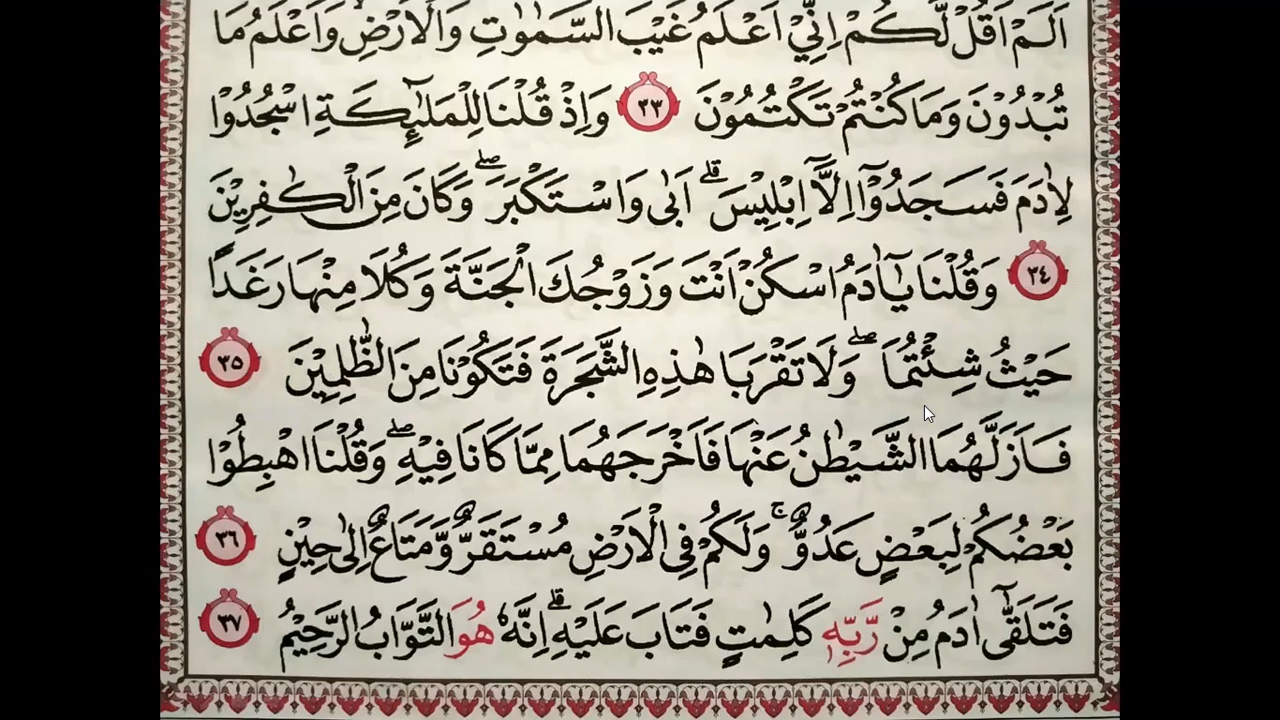 اَلَمْ اَقُلْ لَّكُمْ اِنِّیْۤ اَعْلَمُ غَیْبَ السَّمٰوٰتِ وَالْاَرْضِ وَاَعْلَمُ مَا
تُبْدُوْنَ وَمَا كُنْتُمْ تَكْتُمُوْنَ ٣٣ وَاِذْ قُلْنَا لِلْمَلٰٓئِكَةِ اسْجُدُوْا
لِاٰدَمَ فَسَجَدُوْۤا اِلَّاۤ اِبْلِیْسَ ۗ اَبٰی وَاسْتَكْبَرَ ۖ وَكَانَ مِنَ الْكٰفِرِیْنَ
٣٤ وَقُلْنَا یٰۤاٰدَمُ اسْكُنْ اَنْتَ وَزَوْجُكَ الْجَنَّةَ وَكُلَا مِنْهَا رَغَدًا
حَیْثُ شِئْتُمَا ۖ وَلَا تَقْرَبَا هٰذِهِ الشَّجَرَةَ فَتَكُوْنَا مِنَ الظّٰلِمِیْنَ ٣٥
فَاَزَلَّهُمَا الشَّیْطٰنُ عَنْهَا فَاَخْرَجَهُمَا مِمَّا كَانَا فِیْهِ ۖ وَقُلْنَا اهْبِطُوْا
بَعْضُكُمْ لِبَعْضٍ عَدُوٌّ ۚ وَلَكُمْ فِی الْاَرْضِ مُسْتَقَرٌّ وَّمَتَاعٌ اِلٰی حِیْنٍ ٣٦
فَتَلَقّٰۤی اٰدَمُ مِنْ رَّبِّهٖ كَلِمٰتٍ فَتَابَ عَلَیْهِ ۗ اِنَّهٗ هُوَ التَّوَّابُ الرَّحِیْمُ ٣٧